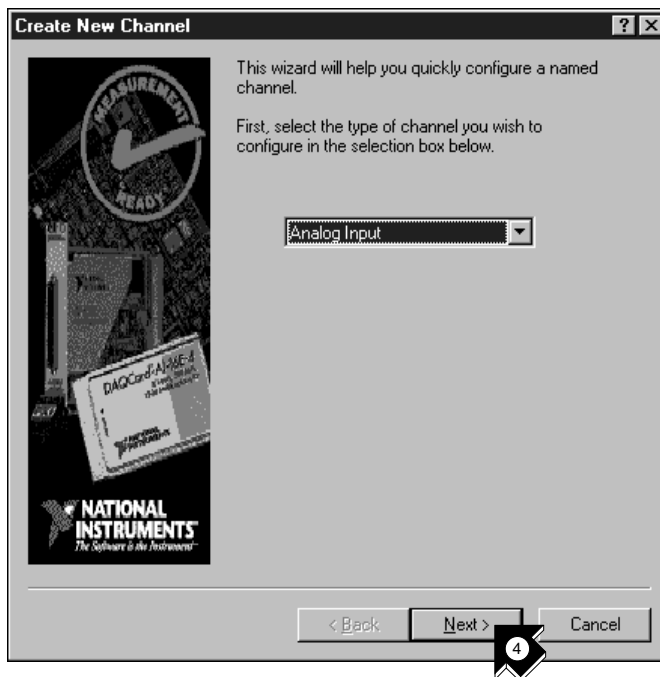 Create New Channel
This wizard will help you quickly configure a named
channel.
First, select the type of channel you wish to
configure in the selection box below.
Analog Input
MEASUREMENT
READY
DAQCard-AI-16E-4
NATIONAL
INSTRUMENTS
The Software is the Instrument
< Back
Next >
Cancel
4